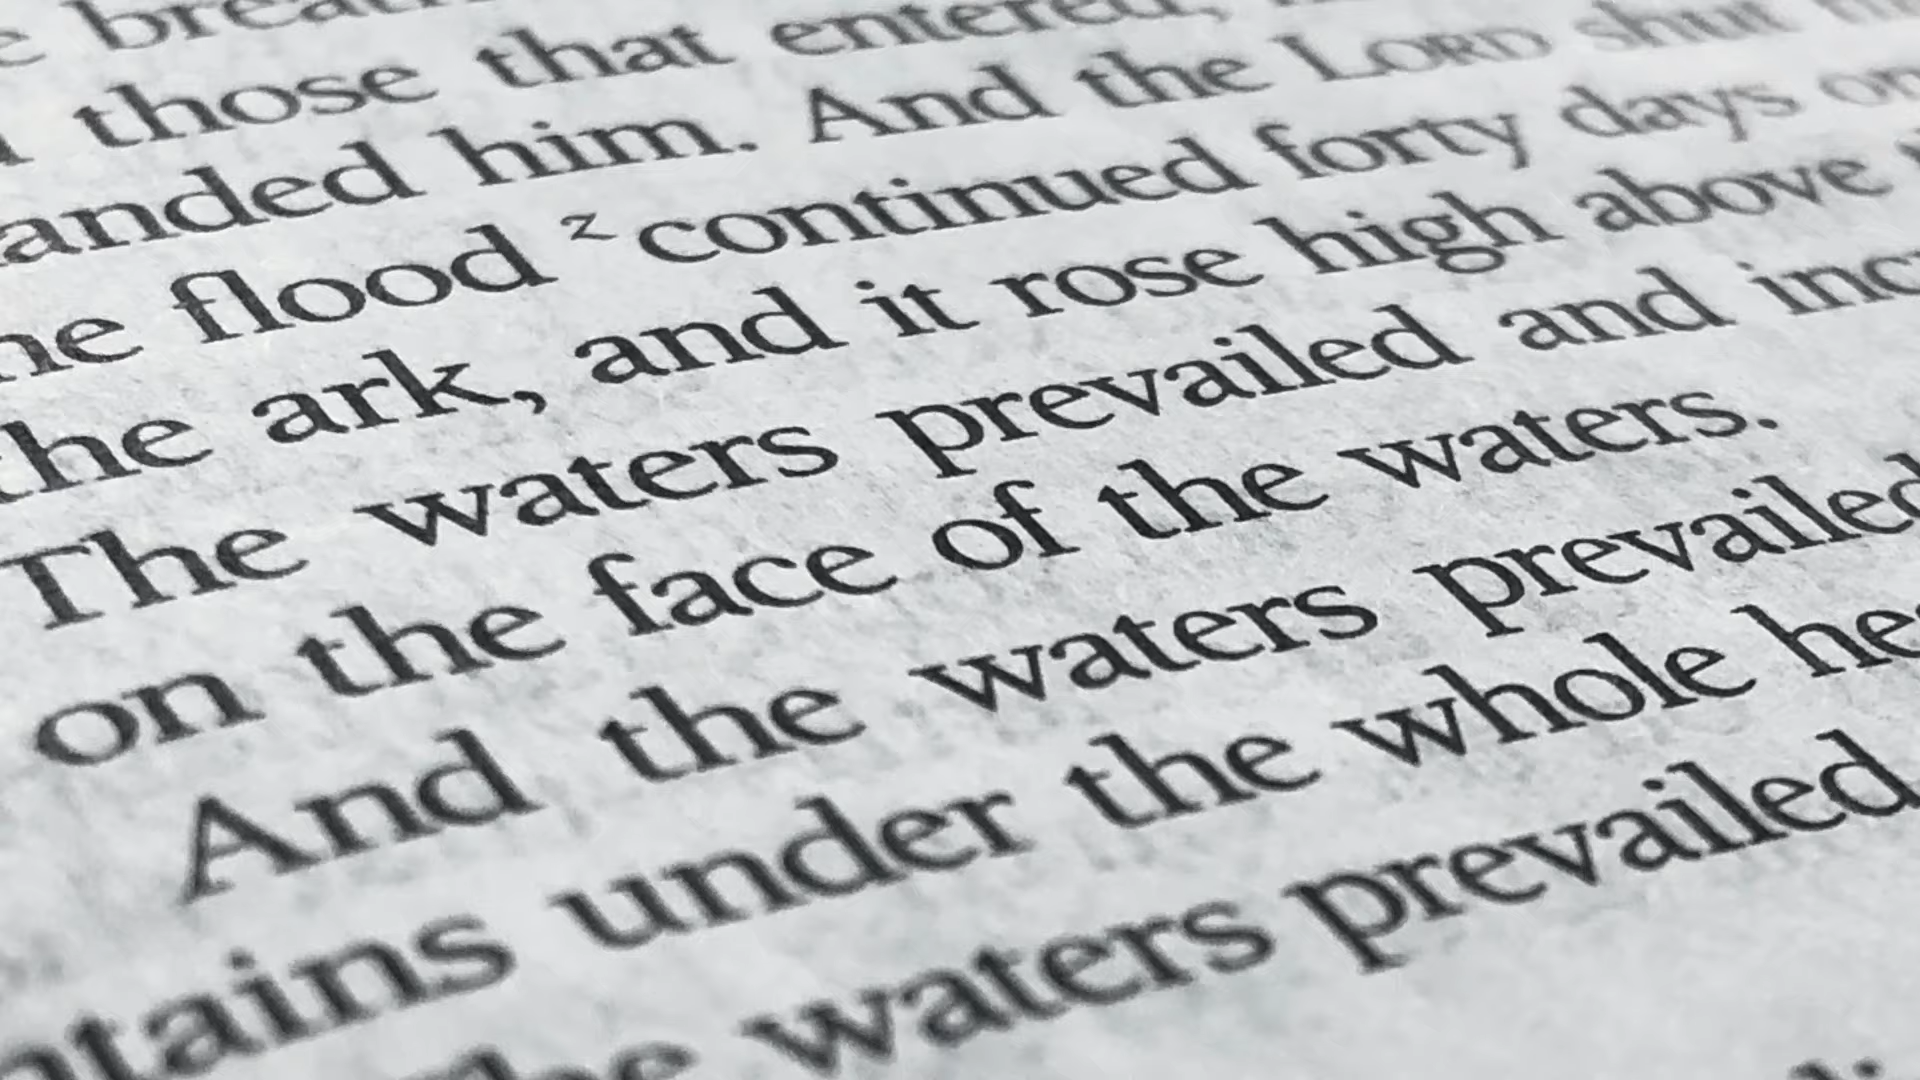 those that entered,
anded him. And the LORD shut
he flood z continued forty days on
the ark, and it rose high above
The waters prevailed and inc
on the face of the waters.
And the waters prevailed
tains under the whole he
waters prevailed